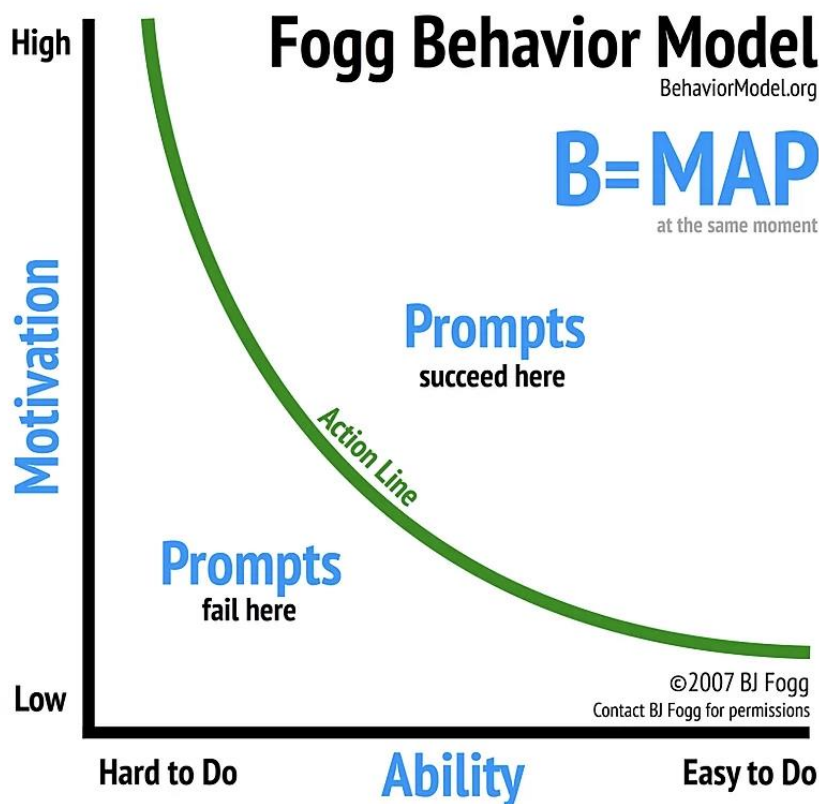 Fogg Behavior Model
BehaviorModel.org
B=MAP
at the same moment
High
Motivation
Low
Prompts
succeed here
Action Line
Prompts
fail here
©2007 BJ Fogg
Contact BJ Fogg for permissions
Hard to Do
Ability
Easy to Do